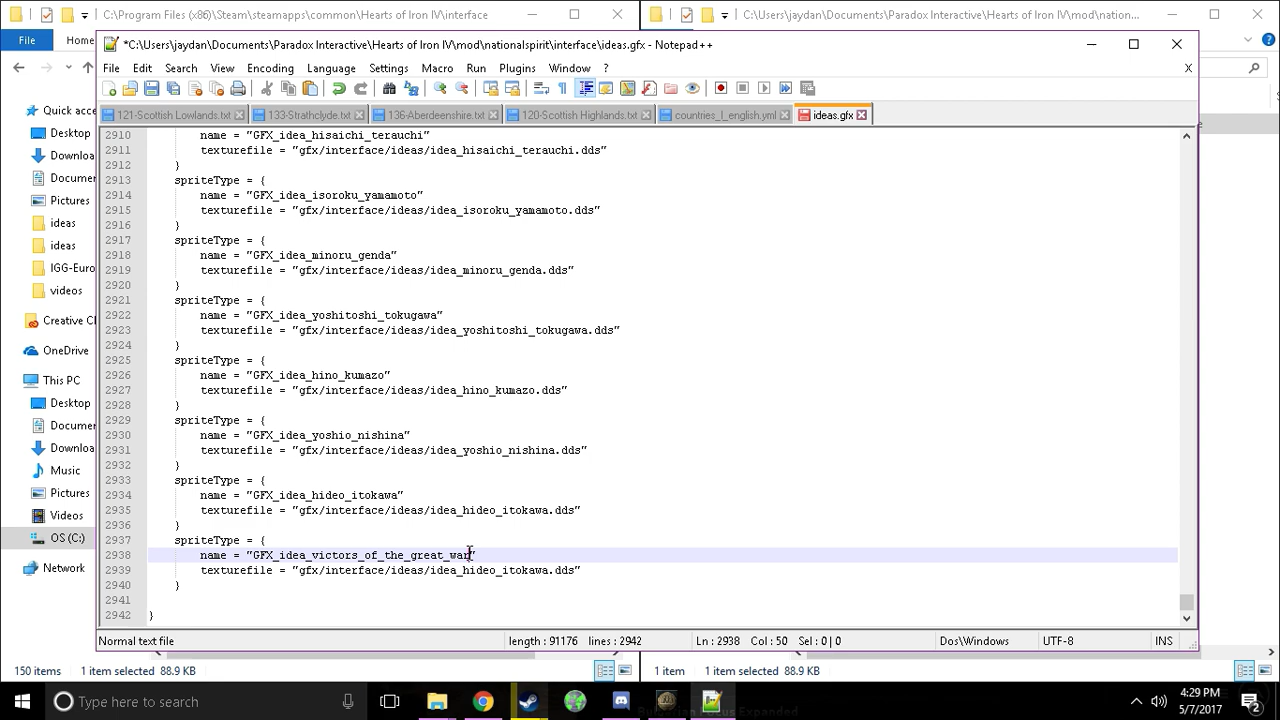 C:\Program Files (x86)\Steam\steamapps\common\Hearts of Iron IV\interface
C:\Users\jaydan\Documents\Paradox Interactive\Hearts of Iron IV\mod\nation...
File
Home
*C:\Users\jaydan\Documents\Paradox Interactive\Hearts of Iron IV\mod\nationalspirit\interface\ideas.gfx - Notepad++
File Edit Search View Encoding Language Settings Macro Run Plugins Window ?
X
121-Scottish Lowlands.txt 133-Strathclyde.txt 136-Aberdeenshire.txt 120-Scottish Highlands.txt countries_l_english.yml ideas.gfx
Quick acce
Desktop
Downloa
Documer
Pictures
ideas
ideas
IGG-Euro
videos
Creative Cl
OneDrive
This PC
Desktop
Documer
Downloa
Music
Pictures
Videos
OS (C:)
Network
2910 name = "GFX_idea_hisaichi_terauchi"
2911 texturefile = "gfx/interface/ideas/idea_hisaichi_terauchi.dds"
2912 }
2913 spriteType = {
2914 name = "GFX_idea_isoroku_yamamoto"
2915 texturefile = "gfx/interface/ideas/idea_isoroku_yamamoto.dds"
2916 }
2917 spriteType = {
2918 name = "GFX_idea_minoru_genda"
2919 texturefile = "gfx/interface/ideas/idea_minoru_genda.dds"
2920 }
2921 spriteType = {
2922 name = "GFX_idea_yoshitoshi_tokugawa"
2923 texturefile = "gfx/interface/ideas/idea_yoshitoshi_tokugawa.dds"
2924 }
2925 spriteType = {
2926 name = "GFX_idea_hino_kumazo"
2927 texturefile = "gfx/interface/ideas/idea_hino_kumazo.dds"
2928 }
2929 spriteType = {
2930 name = "GFX_idea_yoshio_nishina"
2931 texturefile = "gfx/interface/ideas/idea_yoshio_nishina.dds"
2932 }
2933 spriteType = {
2934 name = "GFX_idea_hideo_itokawa"
2935 texturefile = "gfx/interface/ideas/idea_hideo_itokawa.dds"
2936 }
2937 spriteType = {
2938 name = "GFX_idea_victors_of_the_great_war"
2939 texturefile = "gfx/interface/ideas/idea_hideo_itokawa.dds"
2940 }
2941
2942 }
Normal text file length : 91176 lines : 2942 Ln : 2938 Col : 50 Sel : 0 | 0 Dos\Windows UTF-8 INS
150 items 1 item selected 88.9 KB
1 item 1 item selected 88.9 KB
Type here to search
Focus Expanded
4:29 PM
5/7/2017
2